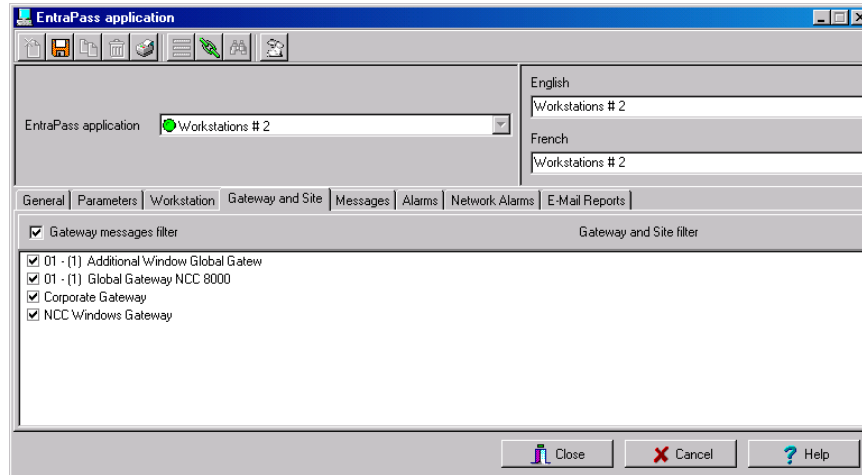 EntraPass application
English
Workstations # 2
EntraPass application Workstations # 2
French
Workstations # 2
General Parameters Workstation Gateway and Site Messages Alarms Network Alarms E-Mail Reports
Gateway messages filter Gateway and Site filter
01 - (1) Additional Window Global Gatew
01 - (1) Global Gateway NCC 8000
Corporate Gateway
NCC Windows Gateway
Close Cancel Help